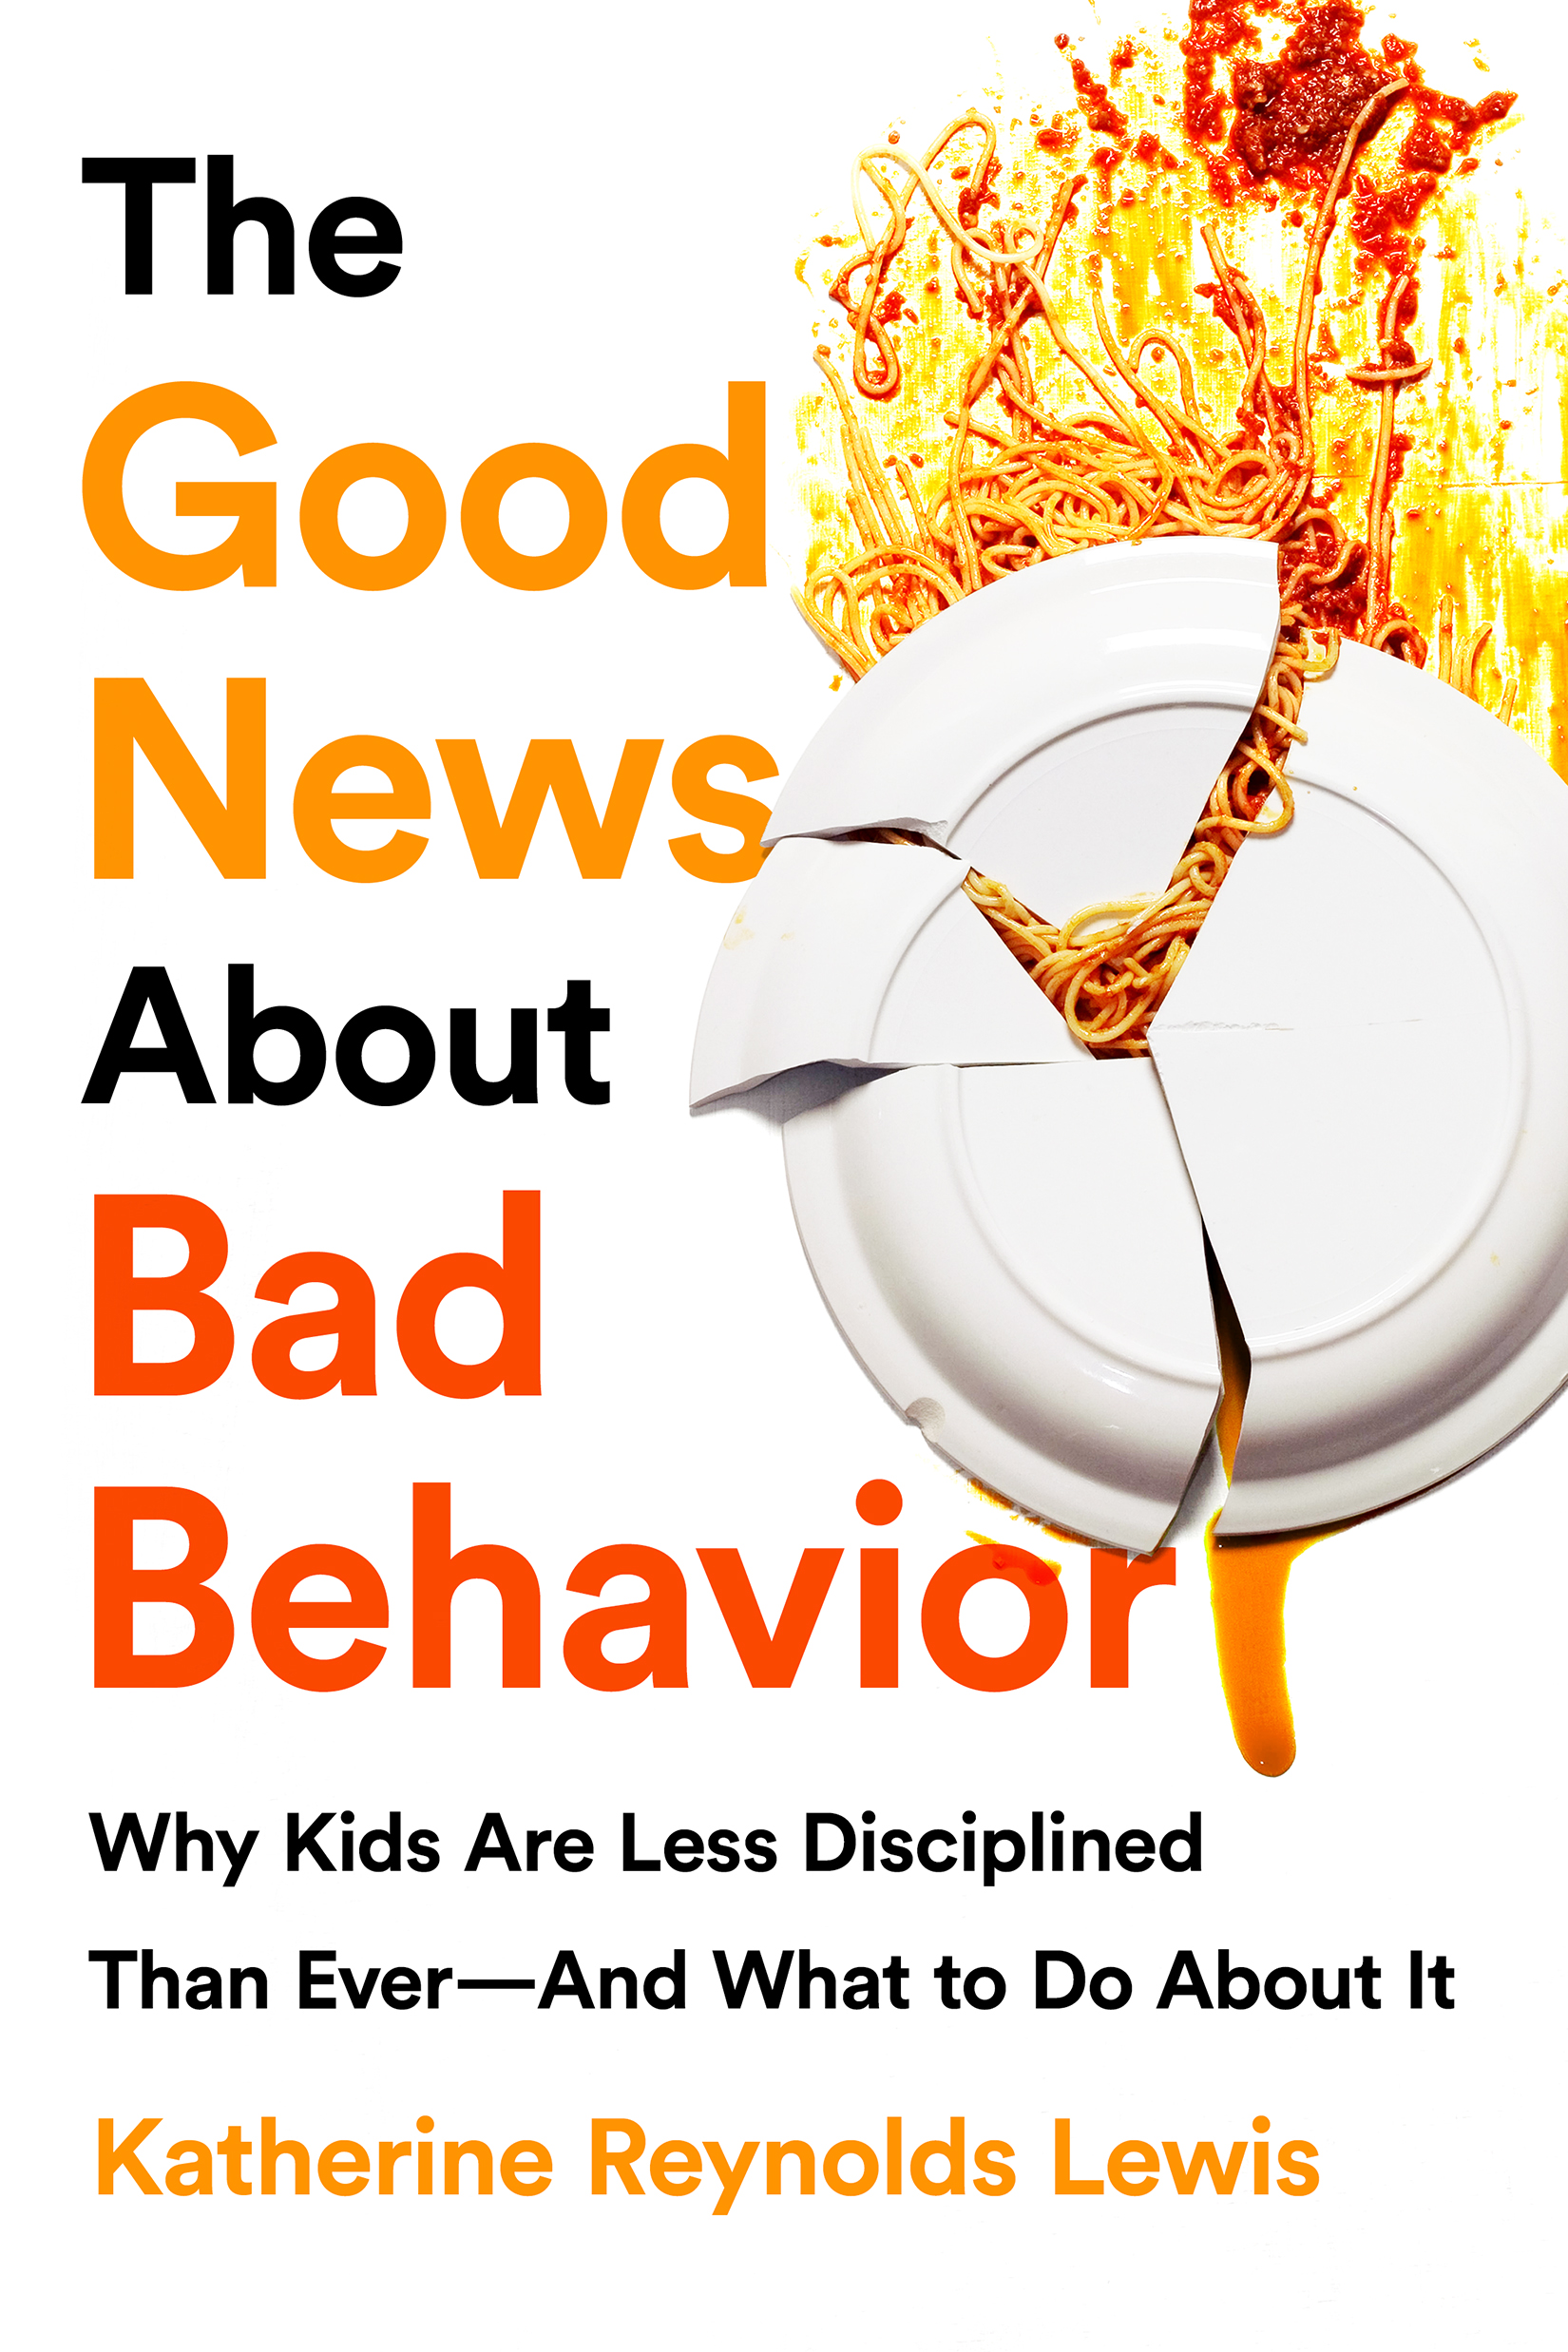 The
Good
News
About
Bad
Behavior
Why Kids Are Less Disciplined
Than Ever—And What to Do About It
Katherine Reynolds Lewis